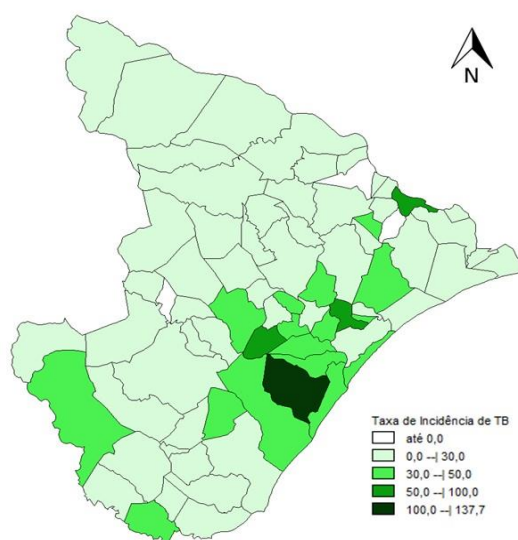 N
Taxa de Incidência de TB
até 0,0
0,0 --| 30,0
30,0 --| 50,0
50,0 --| 100,0
100,0 --| 137,7